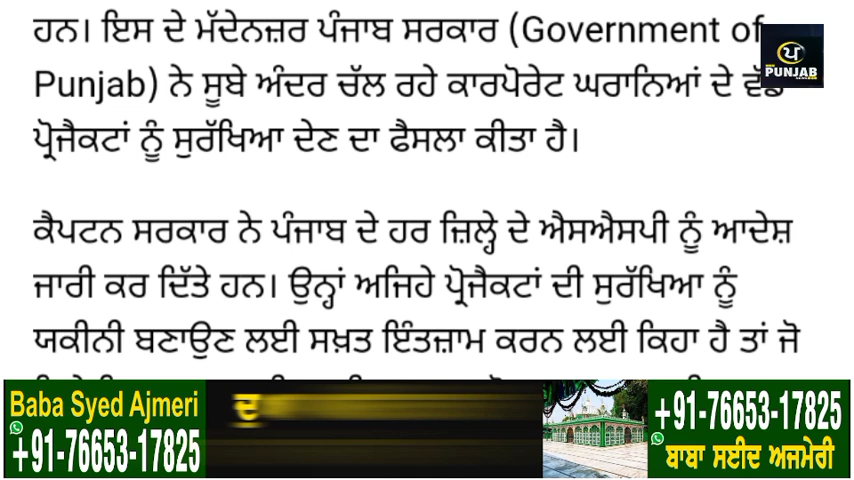 ਹਨ। ਇਸ ਦੇ ਮੱਦੇਨਜ਼ਰ ਪੰਜਾਬ ਸਰਕਾਰ (Government of
Punjab) ਨੇ ਸੂਬੇ ਅੰਦਰ ਚੱਲ ਰਹੇ ਕਾਰਪੋਰੇਟ ਘਰਾਨਿਆਂ ਦੇ
ਪ੍ਰੋਜੈਕਟਾਂ ਨੂੰ ਸੁਰੱਖਿਆ ਦੇਣ ਦਾ ਫੈਸਲਾ ਕੀਤਾ ਹੈ।
ਪ PUNJAB
ਕੈਪਟਨ ਸਰਕਾਰ ਨੇ ਪੰਜਾਬ ਦੇ ਹਰ ਜ਼ਿਲ੍ਹੇ ਦੇ ਐਸਐਸਪੀ ਨੂੰ ਆਦੇਸ਼
ਜਾਰੀ ਕਰ ਦਿੱਤੇ ਹਨ। ਉਨ੍ਹਾਂ ਅਜਿਹੇ ਪ੍ਰੋਜੈਕਟਾਂ ਦੀ ਸੁਰੱਖਿਆ ਨੂੰ
ਯਕੀਨੀ ਬਣਾਉਣ ਲਈ ਸਖ਼ਤ ਇੰਤਜ਼ਾਮ ਕਰਨ ਲਈ ਕਿਹਾ ਹੈ ਤਾਂ ਜੋ
Baba Syed Ajmeri
+91-76653-17825
ਦ
+91-76653-17825
ਬਾਬਾ ਸਈਦ ਅਜਮੇਰੀ